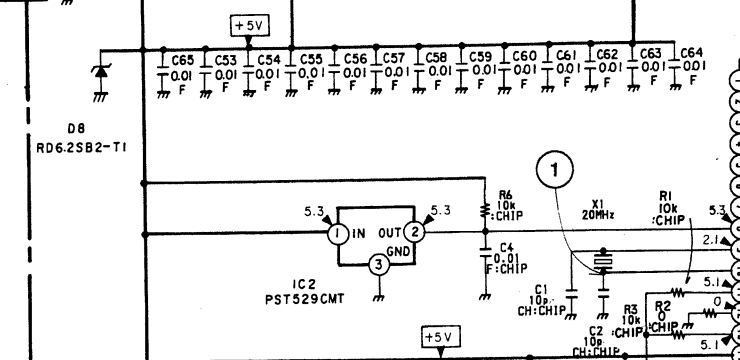 +5V
C65 C53 C54 C55 C56 C57 C58 C59 C60 C61 C62 C63 C64
0.01 0.01 0.01 0.01 0.01 0.01 0.01 0.01 0.01 0.01 0.01 0.01 0.01
F F F F F F F F F F F F F
D8
RD6.2SB2-T1
1
5.3
1 IN OUT 2
GND
3
5.3
IC2
PST529CMT
R6
10k
:CHIP
C4
0.01
F:CHIP
X1
20MHz
R1
10k
:CHIP
5.3
2.1
5.1
0
5.1
C1
10p
CH:CHIP
C2
10p
CH:CHIP
R3
10k
:CHIP
R2
0
:CHIP
+5V